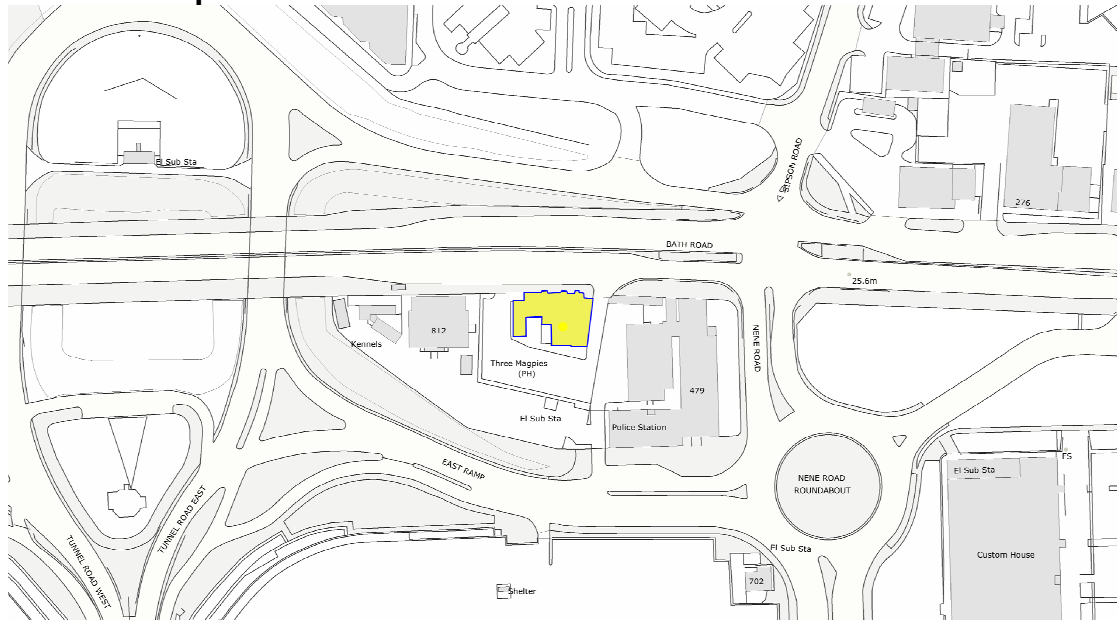 El Sub Sta
SIPSON ROAD
276
BATH ROAD
25.6m
812
Kennels
NENE ROAD
Three Magpies
(PH)
479
El Sub Sta
Police Station
EAST RAMP
NENE ROAD
ROUNDABOUT
El Sub Sta
FS
TUNNEL ROAD EAST
TUNNEL ROAD WEST
El Sub Sta
Custom House
702
Shelter